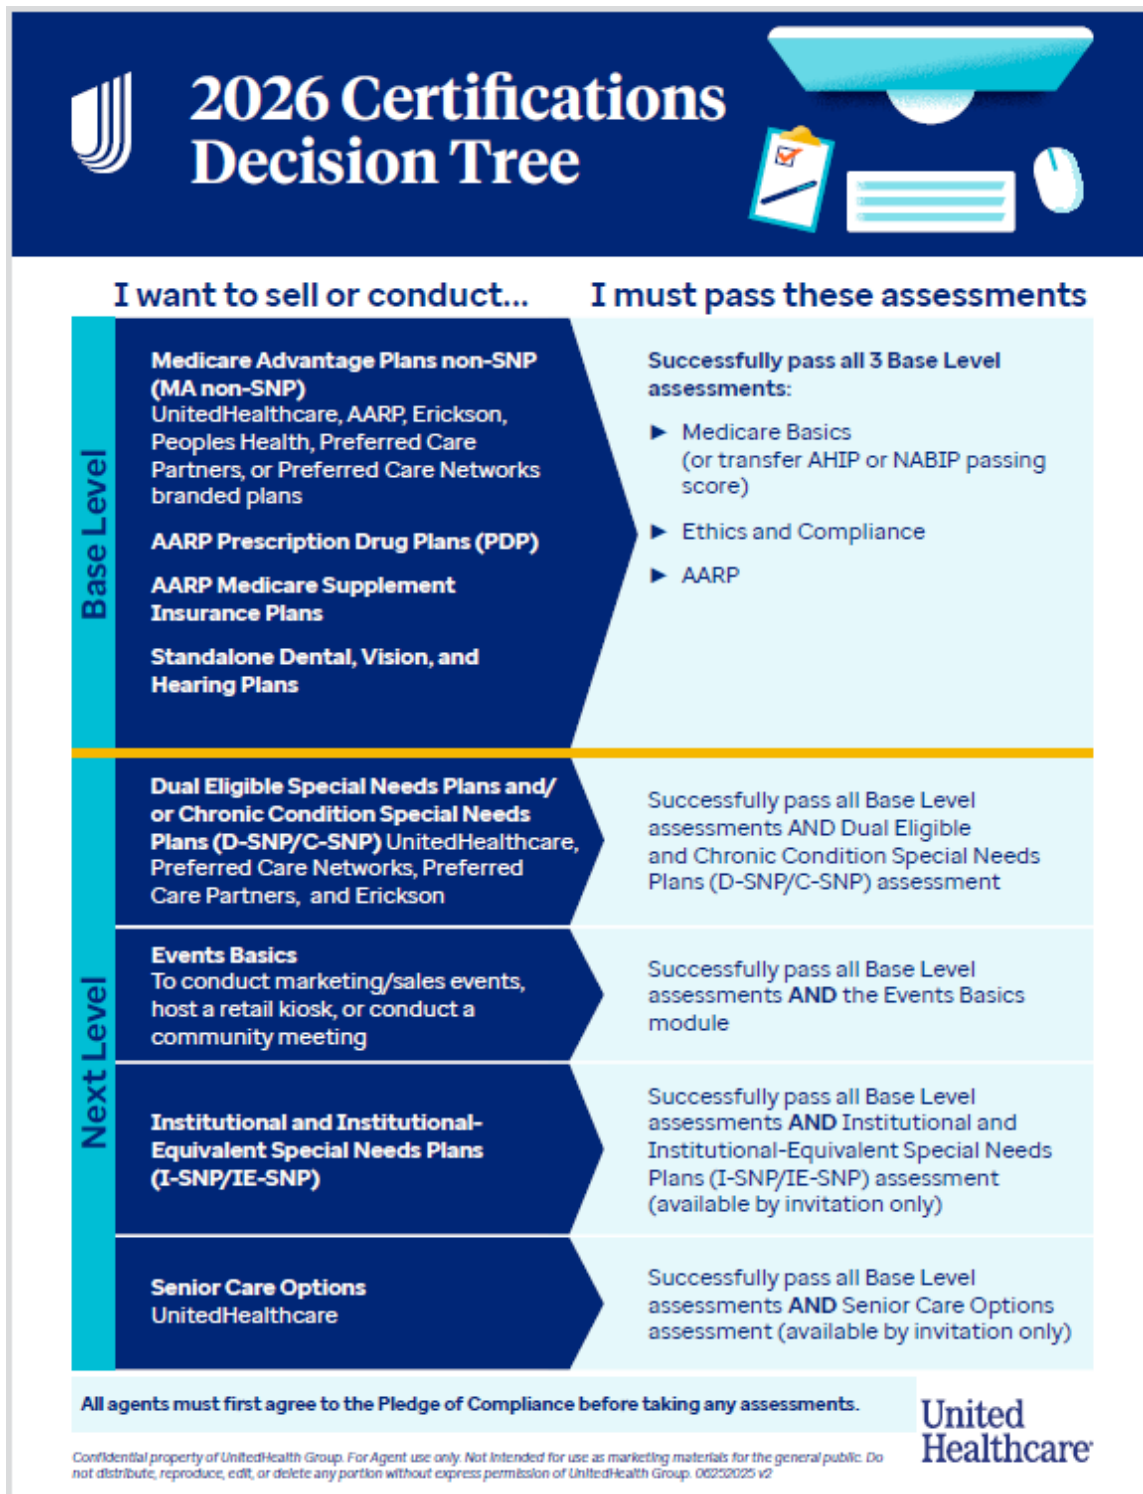 2026 Certifications
Decision Tree
I want to sell or conduct...
I must pass these assessments
Base Level
Medicare Advantage Plans non-SNP
(MA non-SNP)
UnitedHealthcare, AARP, Erickson,
Peoples Health, Preferred Care
Partners, or Preferred Care Networks
branded plans
AARP Prescription Drug Plans (PDP)
AARP Medicare Supplement
Insurance Plans
Standalone Dental, Vision, and
Hearing Plans
Successfully pass all 3 Base Level
assessments:
► Medicare Basics
(or transfer AHIP or NABIP passing
score)
► Ethics and Compliance
► AARP
Next Level
Dual Eligible Special Needs Plans and/
or Chronic Condition Special Needs
Plans (D-SNP/C-SNP) UnitedHealthcare,
Preferred Care Networks, Preferred
Care Partners, and Erickson
Successfully pass all Base Level
assessments AND Dual Eligible
and Chronic Condition Special Needs
Plans (D-SNP/C-SNP) assessment
Events Basics
To conduct marketing/sales events,
host a retail kiosk, or conduct a
community meeting
Successfully pass all Base Level
assessments AND the Events Basics
module
Institutional and Institutional-
Equivalent Special Needs Plans
(I-SNP/IE-SNP)
Successfully pass all Base Level
assessments AND Institutional and
Institutional-Equivalent Special Needs
Plans (I-SNP/IE-SNP) assessment
(available by invitation only)
Senior Care Options
UnitedHealthcare
Successfully pass all Base Level
assessments AND Senior Care Options
assessment (available by invitation only)
All agents must first agree to the Pledge of Compliance before taking any assessments.
United
Healthcare
Confidential property of UnitedHealth Group. For Agent use only. Not intended for use as marketing materials for the general public. Do
not distribute, reproduce, edit, or delete any portion without express permission of UnitedHealth Group. 06252025 v2